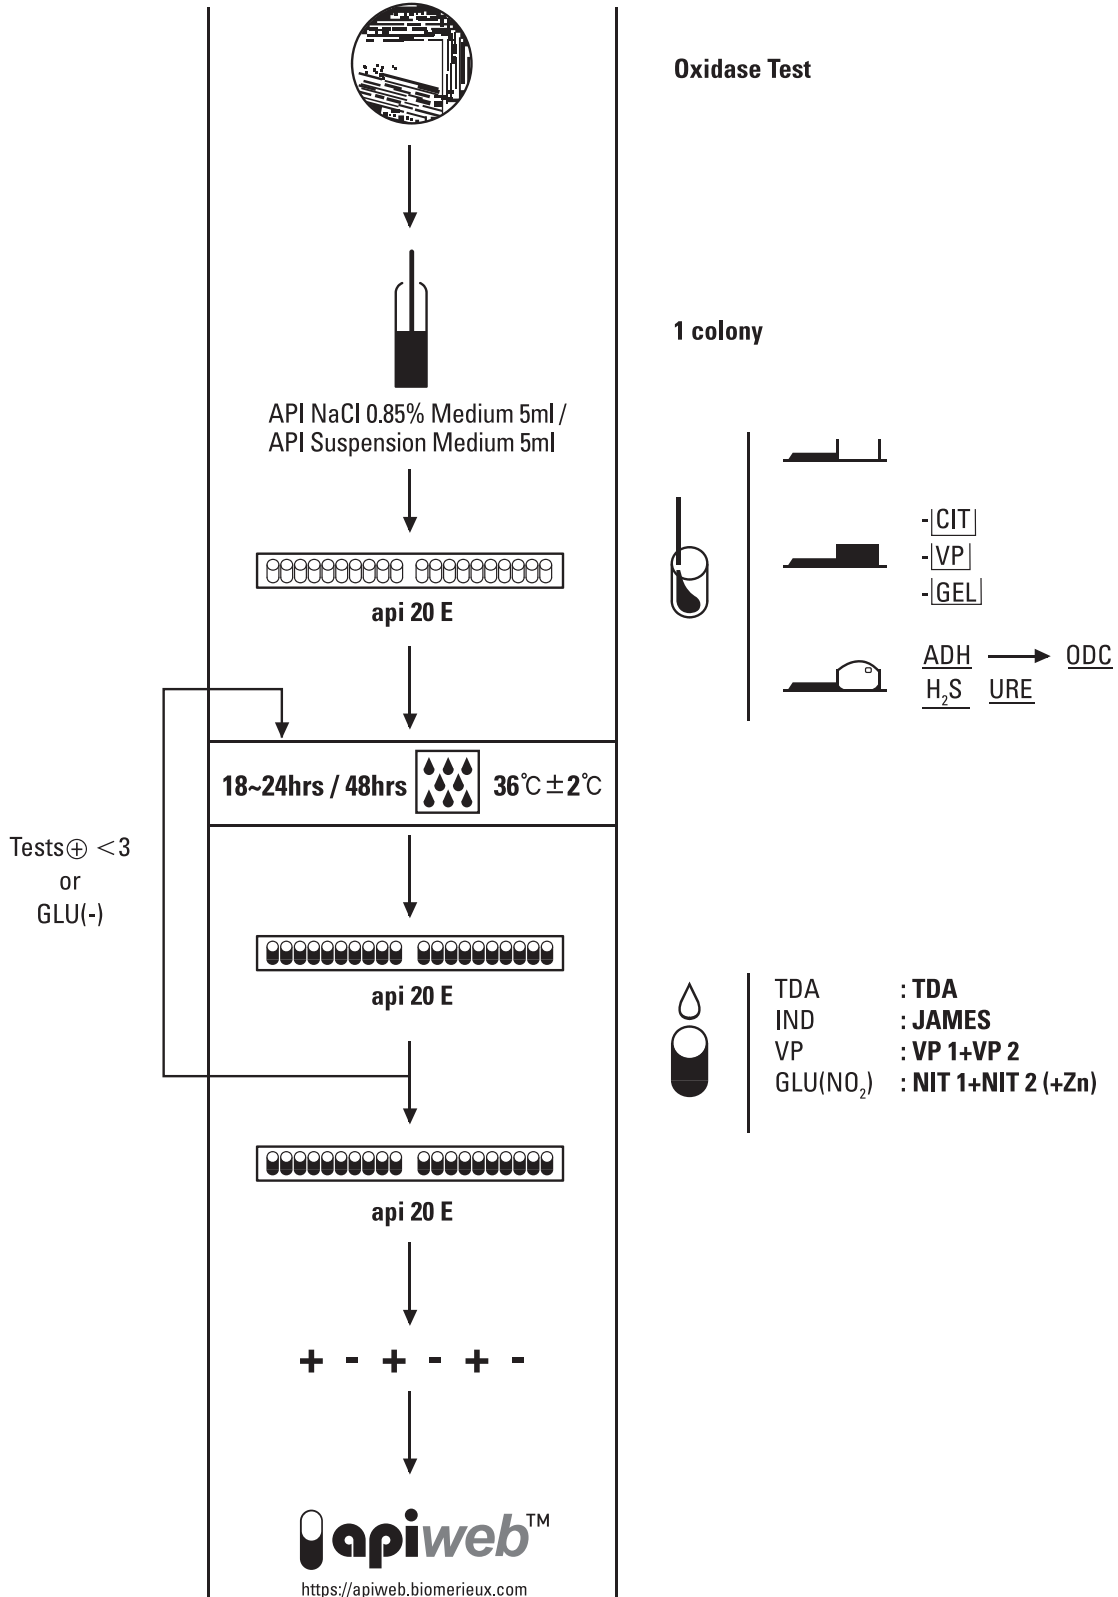 Oxidase Test
1 colony
API NaCl 0.85% Medium 5ml /
API Suspension Medium 5ml
-CIT
-VP
-GEL
api 20 E
ADH ODC
H₂S URE
18~24hrs / 48hrs 36℃ ± 2℃
Tests⊕ <3
or
GLU(-)
api 20 E
TDA : TDA
IND : JAMES
VP : VP 1+VP 2
GLU(NO₂) : NIT 1+NIT 2 (+Zn)
api 20 E
+ - + - + -
apiweb™
https://apiweb.biomerieux.com